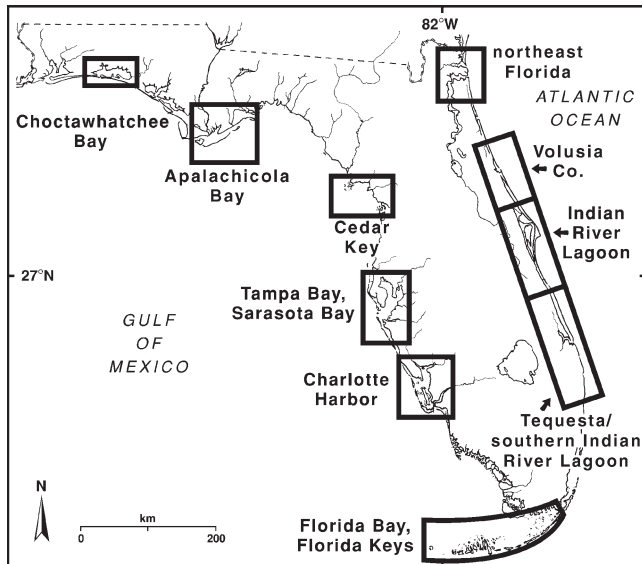 82°W
northeast
Florida
ATLANTIC
OCEAN
Choctawhatchee
Bay
Apalachicola
Bay
Volusia
Co.
Cedar
Key
Indian
River
Lagoon
27°N
Tampa Bay,
Sarasota Bay
GULF
OF
MEXICO
Charlotte
Harbor
Tequesta/
southern Indian
River Lagoon
N
km
0
200
Florida Bay,
Florida Keys